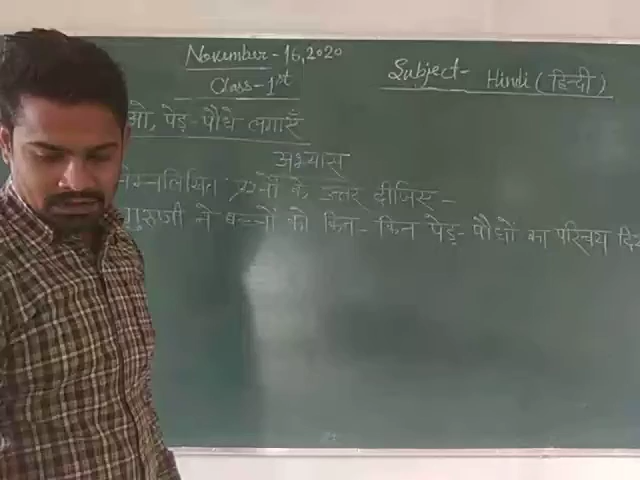 November - 16, 2020
Class - 1st
Subject - Hindi (हिन्दी)
ओ, पेड़-पौधे लगाएँ
अभ्यास
निम्नलिखित प्रश्नों के उत्तर दीजिए -
गुरुजी ने बच्चों को किन-किन पेड़-पौधों का परिचय